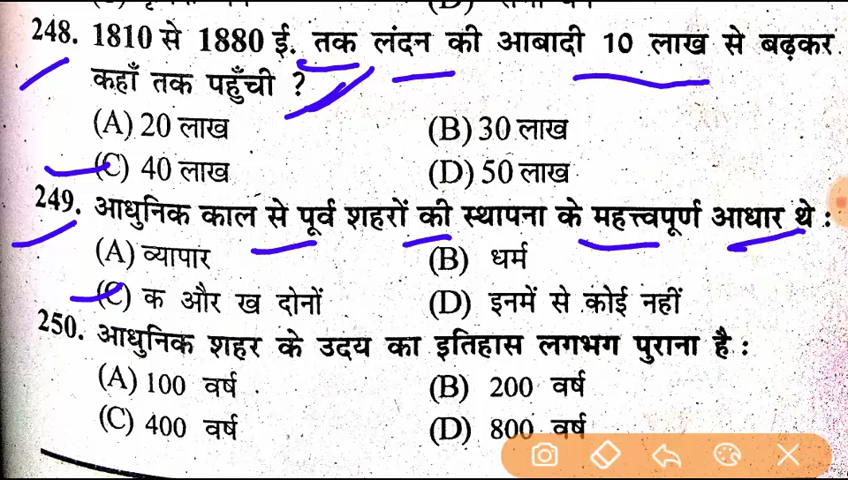 248. 1810 से 1880 ई. तक लंदन की आबादी 10 लाख से बढ़कर
कहाँ तक पहुँची ?
(A) 20 लाख (B) 30 लाख
(C) 40 लाख (D) 50 लाख
249. आधुनिक काल से पूर्व शहरों की स्थापना के महत्त्वपूर्ण आधार थे :
(A) व्यापार (B) धर्म
(C) क और ख दोनों (D) इनमें से कोई नहीं
250. आधुनिक शहर के उदय का इतिहास लगभग पुराना है :
(A) 100 वर्ष (B) 200 वर्ष
(C) 400 वर्ष (D) 800 वर्ष